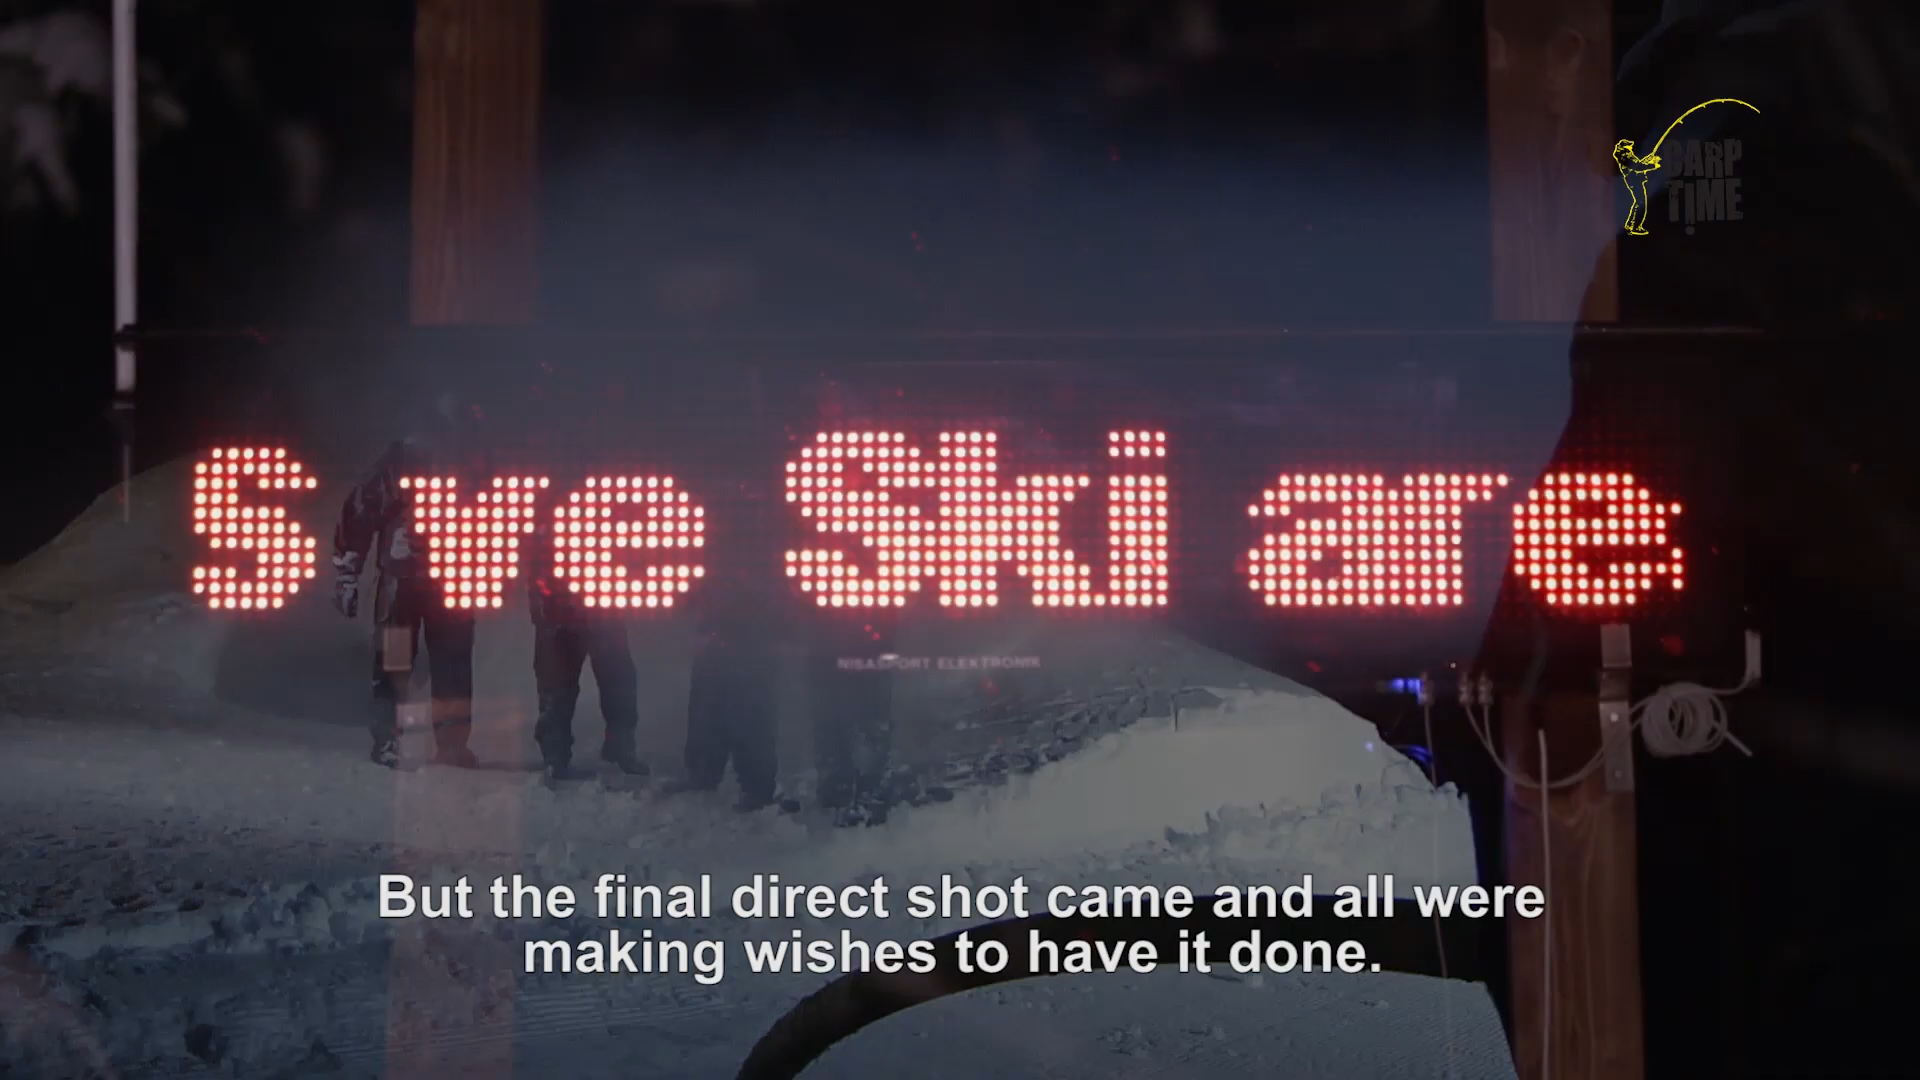 CARP
TIME
S ve Ski are
NISASPORT ELEKTRONIK
But the final direct shot came and all were
making wishes to have it done.